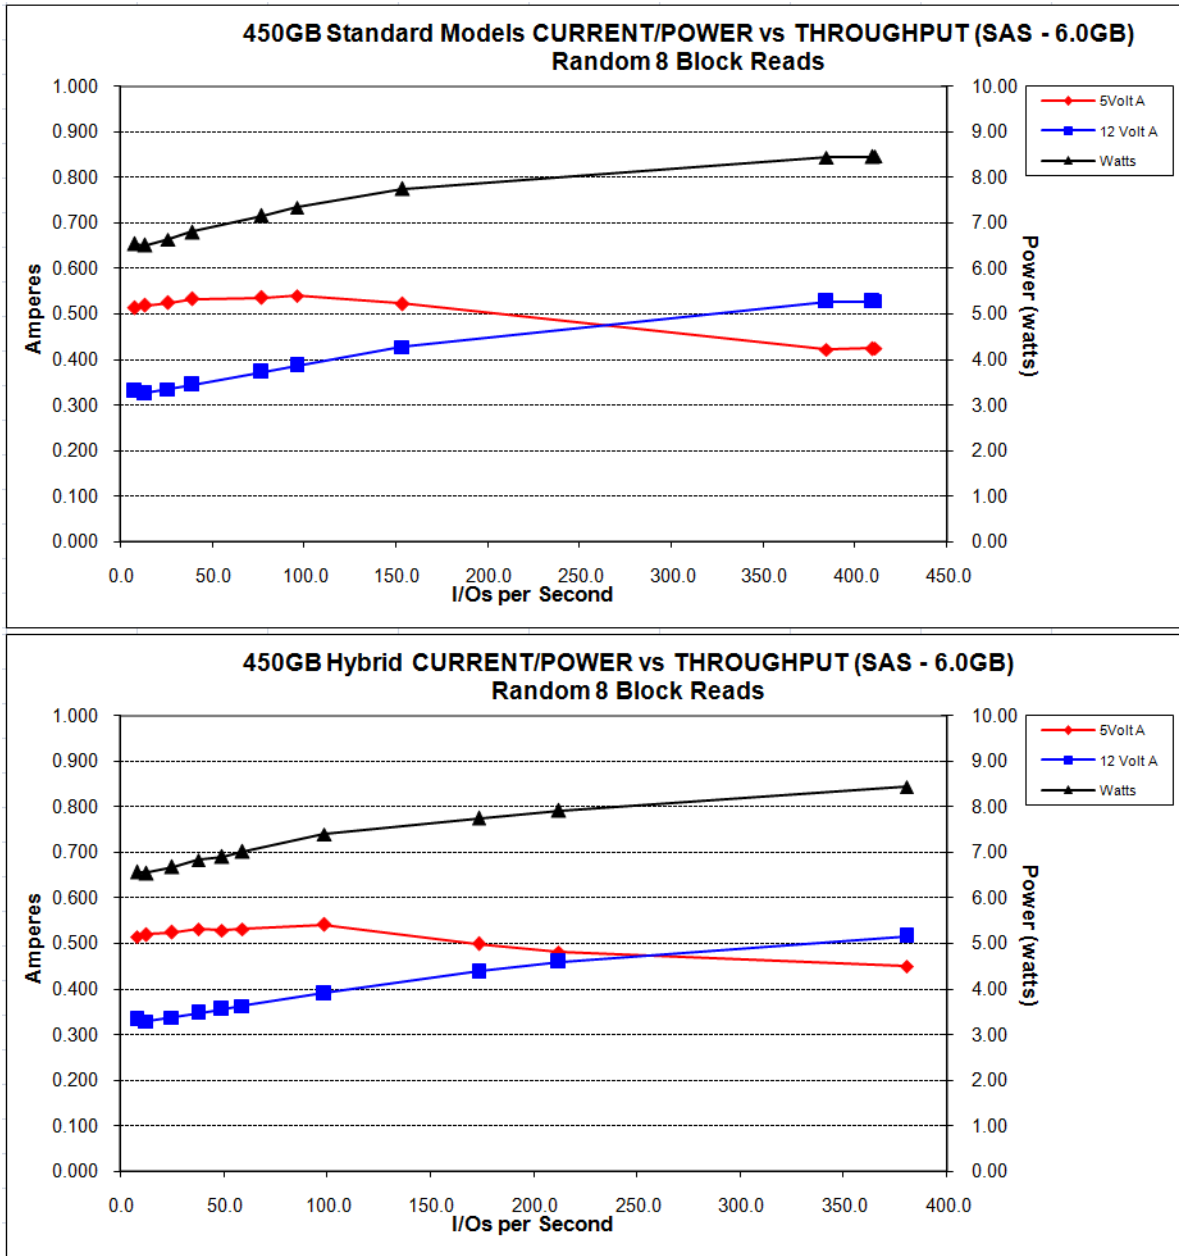 450GB Standard Models CURRENT/POWER vs THROUGHPUT (SAS - 6.0GB)
Random 8 Block Reads
1.000
0.900
0.800
0.700
0.600
0.500
0.400
0.300
0.200
0.100
0.000
Amperes
10.00
9.00
8.00
7.00
6.00
5.00
4.00
3.00
2.00
1.00
0.00
Power (watts)
5Volt A
12 Volt A
Watts
0.0 50.0 100.0 150.0 200.0 250.0 300.0 350.0 400.0 450.0
I/Os per Second
450GB Hybrid CURRENT/POWER vs THROUGHPUT (SAS - 6.0GB)
Random 8 Block Reads
1.000
0.900
0.800
0.700
0.600
0.500
0.400
0.300
0.200
0.100
0.000
Amperes
10.00
9.00
8.00
7.00
6.00
5.00
4.00
3.00
2.00
1.00
0.00
Power (watts)
5Volt A
12 Volt A
Watts
0.0 50.0 100.0 150.0 200.0 250.0 300.0 350.0 400.0
I/Os per Second